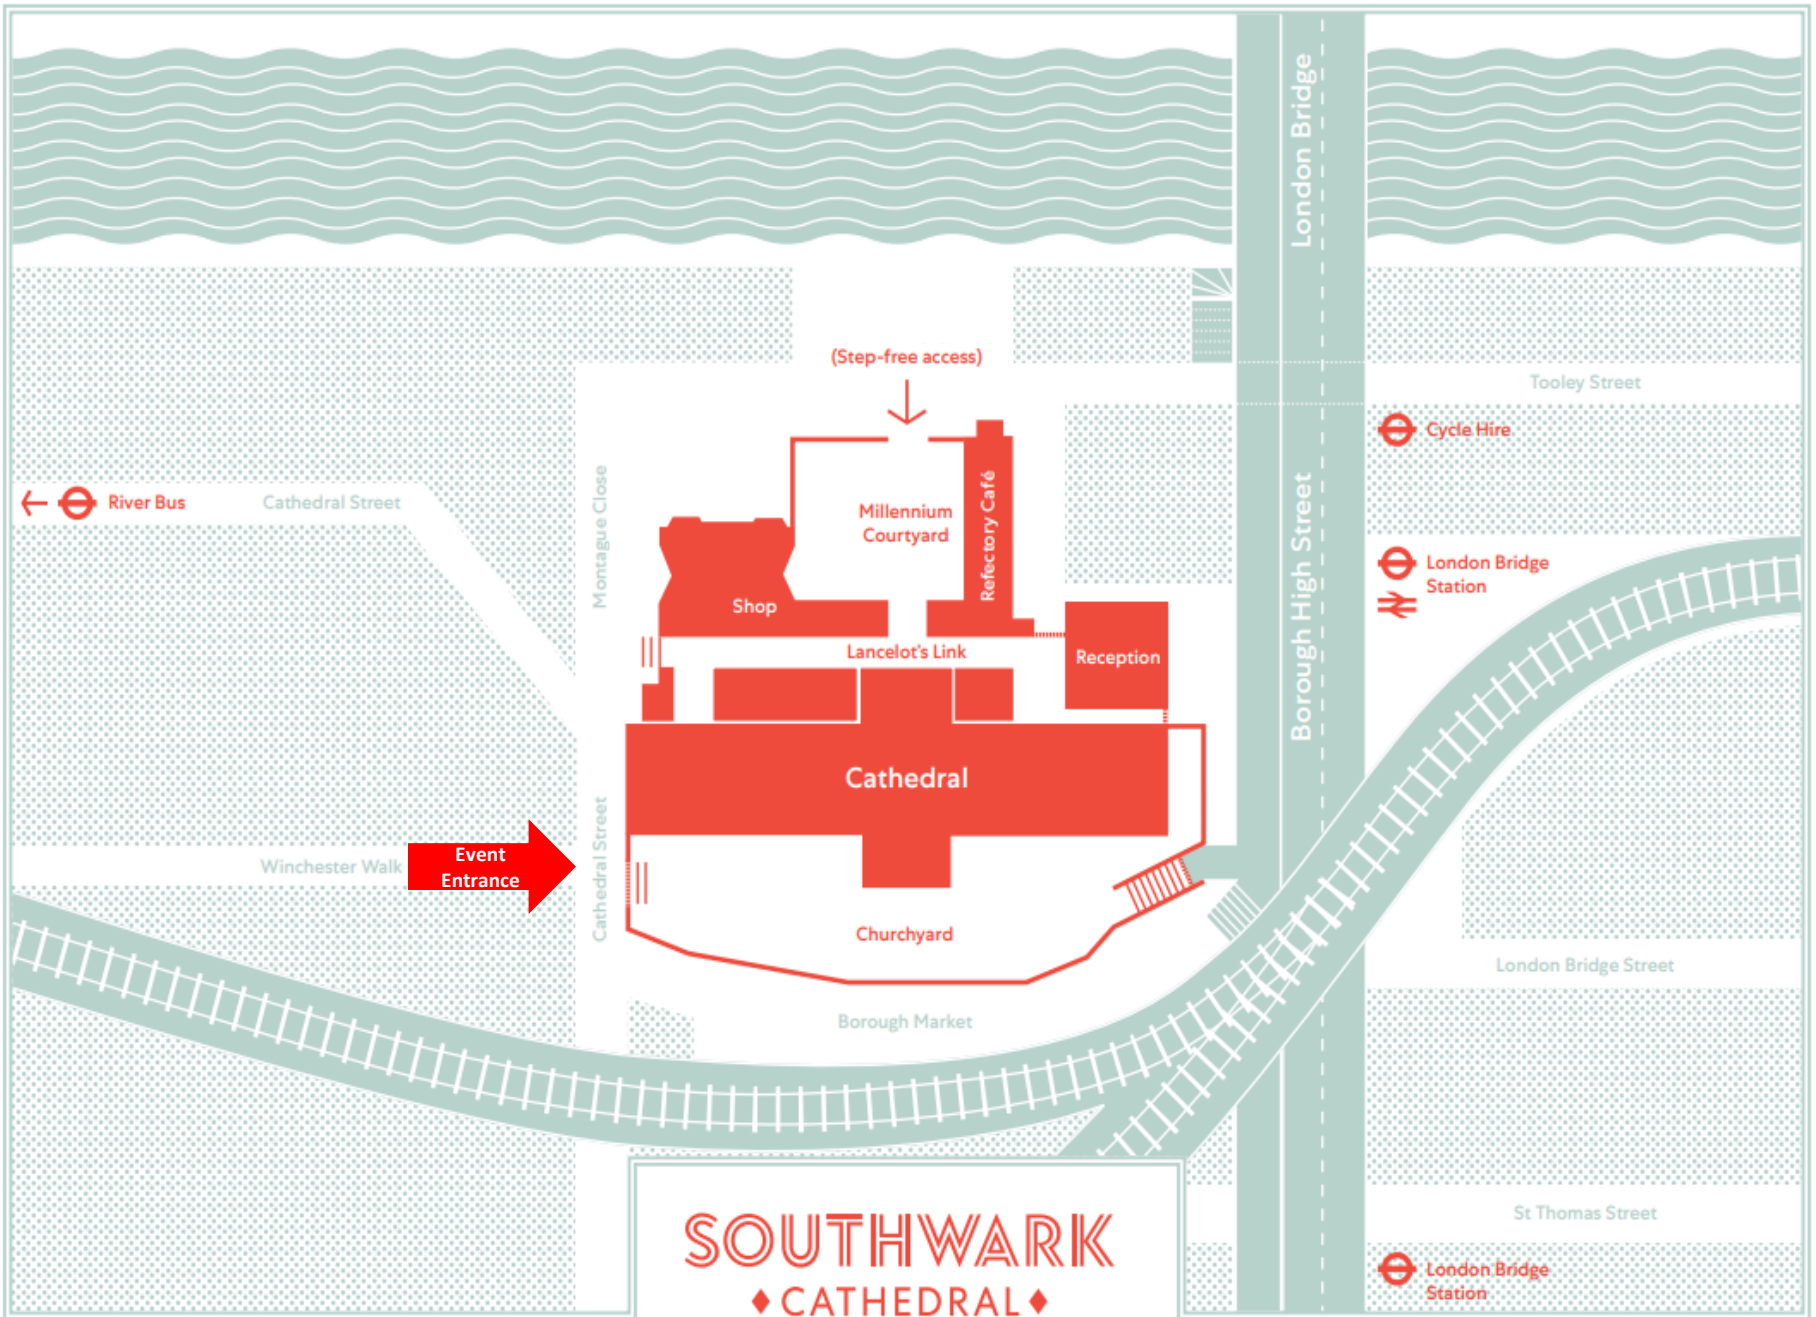 London Bridge
(Step-free access)
Tooley Street
Cycle Hire
River Bus
Cathedral Street
Montague Close
Millennium
Courtyard
Refectory Café
Borough High Street
London Bridge
Station
Shop
Lancelot's Link
Reception
Cathedral
Cathedral Street
Winchester Walk
Event
Entrance
Churchyard
London Bridge Street
Borough Market
St Thomas Street
London Bridge
Station
SOUTHWARK
CATHEDRAL